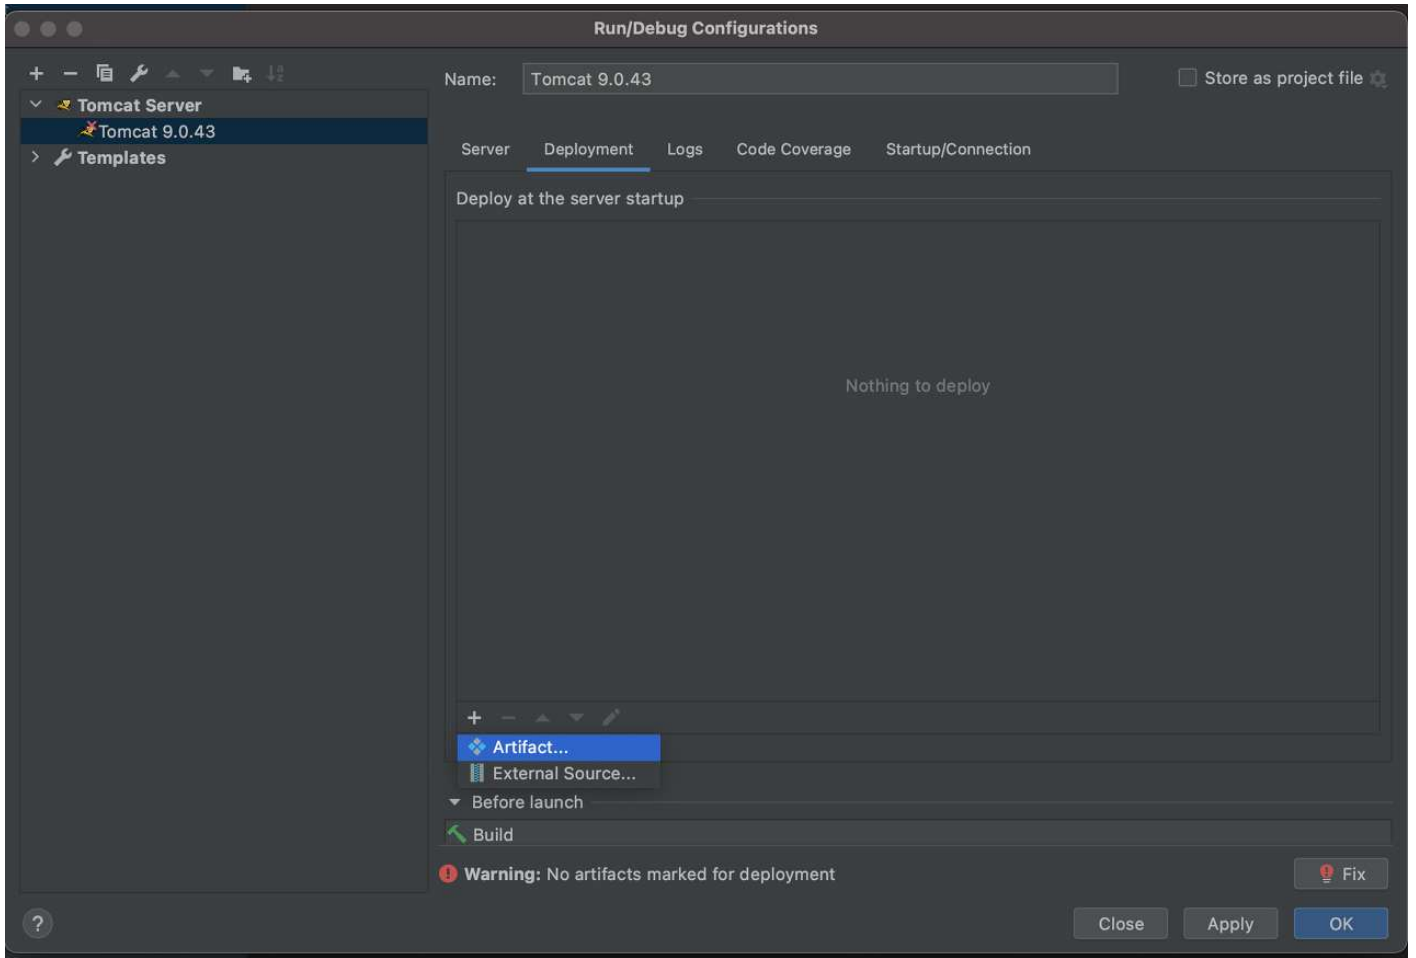 Run/Debug Configurations
Tomcat Server
Tomcat 9.0.43
Templates
Name: Tomcat 9.0.43
Store as project file
Server Deployment Logs Code Coverage Startup/Connection
Deploy at the server startup
Nothing to deploy
Artifact...
External Source...
Before launch
Build
Warning: No artifacts marked for deployment
Fix
? Close Apply OK